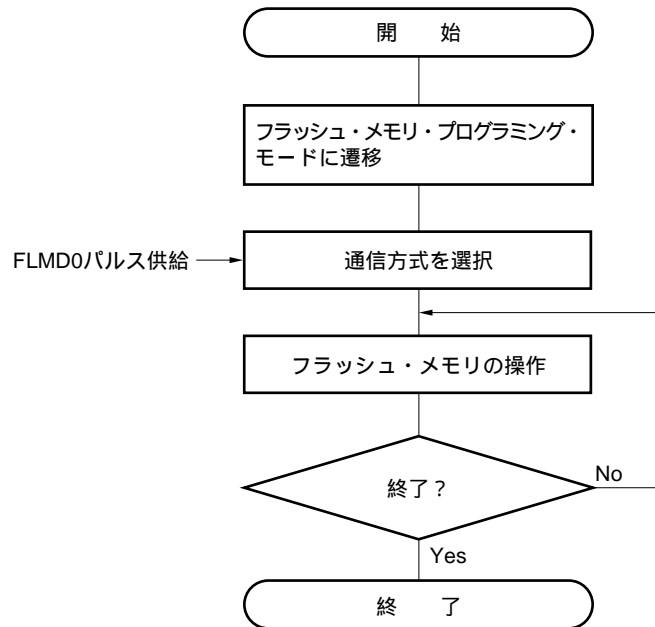 開　始
フラッシュ・メモリ・プログラミング・
モードに遷移
FLMD0パルス供給
通信方式を選択
フラッシュ・メモリの操作
終了？
No
Yes
終　了